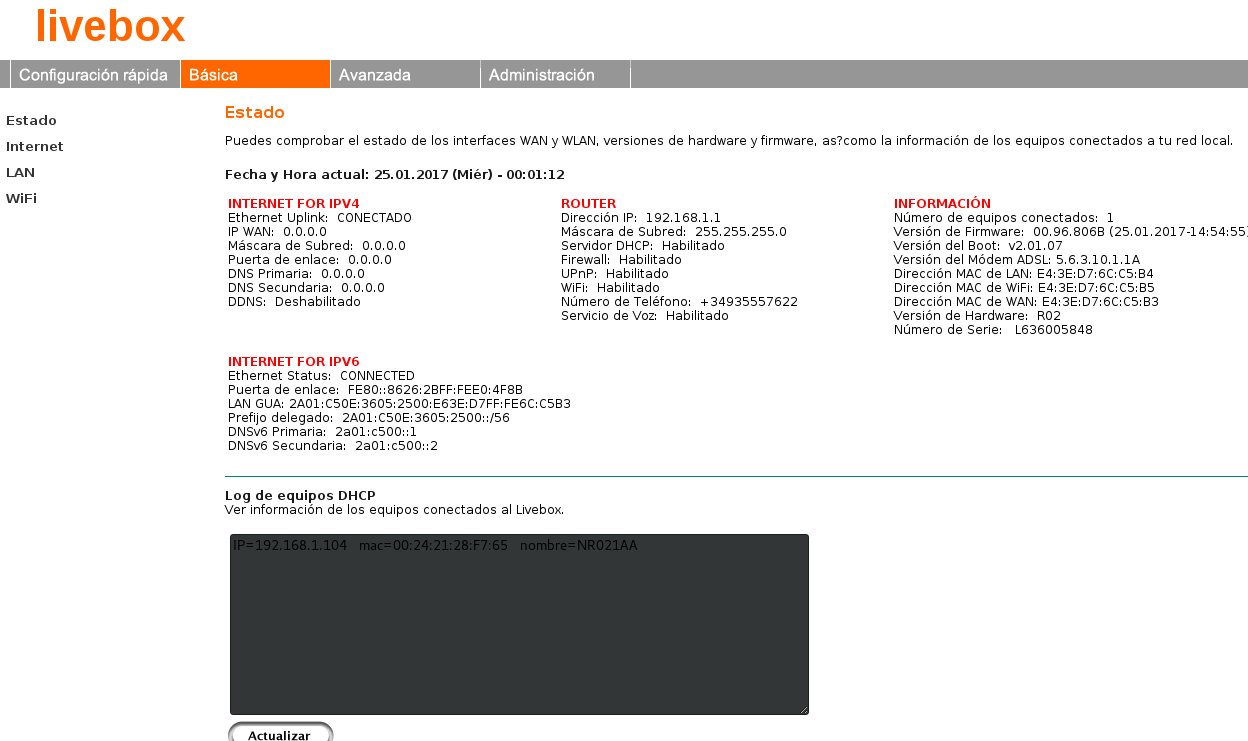 livebox
Configuración rápida
Básica
Avanzada
Administración
Estado
Internet
LAN
WiFi
Estado
Puedes comprobar el estado de los interfaces WAN y WLAN, versiones de hardware y firmware, as?como la información de los equipos conectados a tu red local.
Fecha y Hora actual: 25.01.2017 (Miér) - 00:01:12
INTERNET FOR IPV4
Ethernet Uplink: CONECTADO
IP WAN: 0.0.0.0
Máscara de Subred: 0.0.0.0
Puerta de enlace: 0.0.0.0
DNS Primaria: 0.0.0.0
DNS Secundaria: 0.0.0.0
DDNS: Deshabilitado
ROUTER
Dirección IP: 192.168.1.1
Máscara de Subred: 255.255.255.0
Servidor DHCP: Habilitado
Firewall: Habilitado
UPnP: Habilitado
WiFi: Habilitado
Número de Teléfono: +34935557622
Servicio de Voz: Habilitado
INFORMACIÓN
Número de equipos conectados: 1
Versión de Firmware: 00.96.806B (25.01.2017-14:54:55)
Versión del Boot: v2.01.07
Versión del Módem ADSL: 5.6.3.10.1.1A
Dirección MAC de LAN: E4:3E:D7:6C:C5:B4
Dirección MAC de WiFi: E4:3E:D7:6C:C5:B5
Dirección MAC de WAN: E4:3E:D7:6C:C5:B3
Versión de Hardware: R02
Número de Serie: L636005848
INTERNET FOR IPV6
Ethernet Status: CONNECTED
Puerta de enlace: FE80::8626:2BFF:FEE0:4F8B
LAN GUA: 2A01:C50E:3605:2500:E63E:D7FF:FE6C:C5B3
Prefijo delegado: 2A01:C50E:3605:2500::/56
DNSv6 Primaria: 2a01:c500::1
DNSv6 Secundaria: 2a01:c500::2
Log de equipos DHCP
Ver información de los equipos conectados al Livebox.
IP=192.168.1.104 mac=00:24:21:28:F7:65 nombre=NR021AA
Actualizar